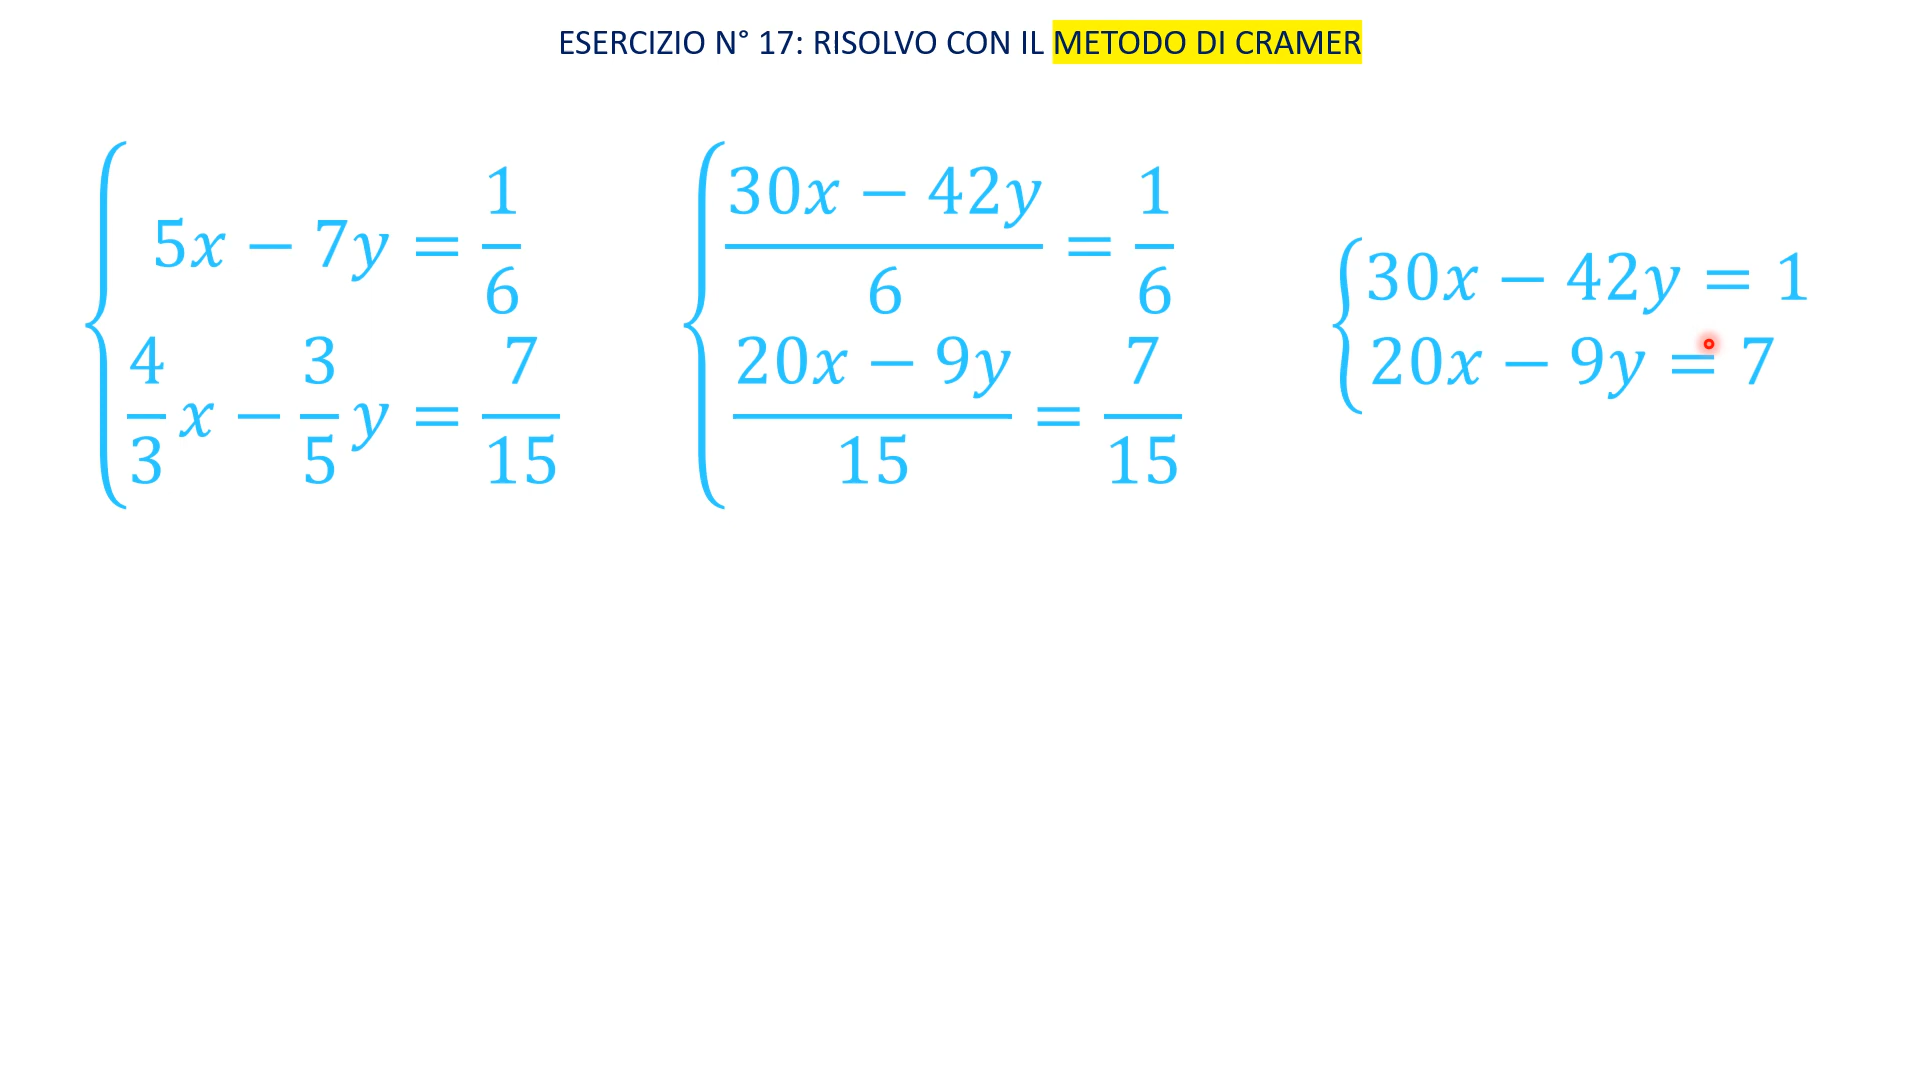 ESERCIZIO N° 17: RISOLVO CON IL METODO DI CRAMER
5x − 7y = 1/6
4/3 x − 3/5 y = 7/15
(30x − 42y)/6 = 1/6
(20x − 9y)/15 = 7/15
30x − 42y = 1
20x − 9y = 7